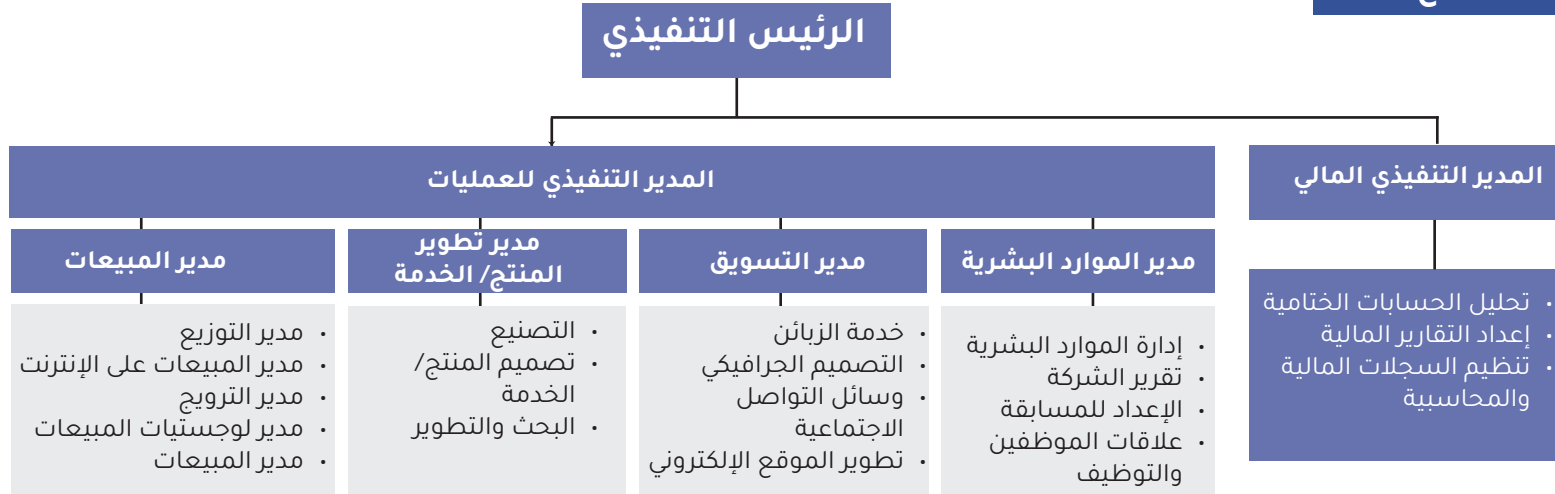 الرئيس التنفيذي
المدير التنفيذي المالي
المدير التنفيذي للعمليات
مدير الموارد البشرية
مدير التسويق
مدير تطوير
المنتج/ الخدمة
مدير المبيعات
• تحليل الحسابات الختامية
• إعداد التقارير المالية
• تنظيم السجلات المالية
والمحاسبية
• إدارة الموارد البشرية
• تقرير الشركة
• الإعداد للمسابقة
• علاقات الموظفين
والتوظيف
• خدمة الزبائن
• التصميم الجرافيكي
• وسائل التواصل
الاجتماعية
• تطوير الموقع الإلكتروني
• التصنيع
• تصميم المنتج/
الخدمة
• البحث والتطوير
• مدير التوزيع
• مدير المبيعات على الإنترنت
• مدير الترويج
• مدير لوجستيات المبيعات
• مدير المبيعات